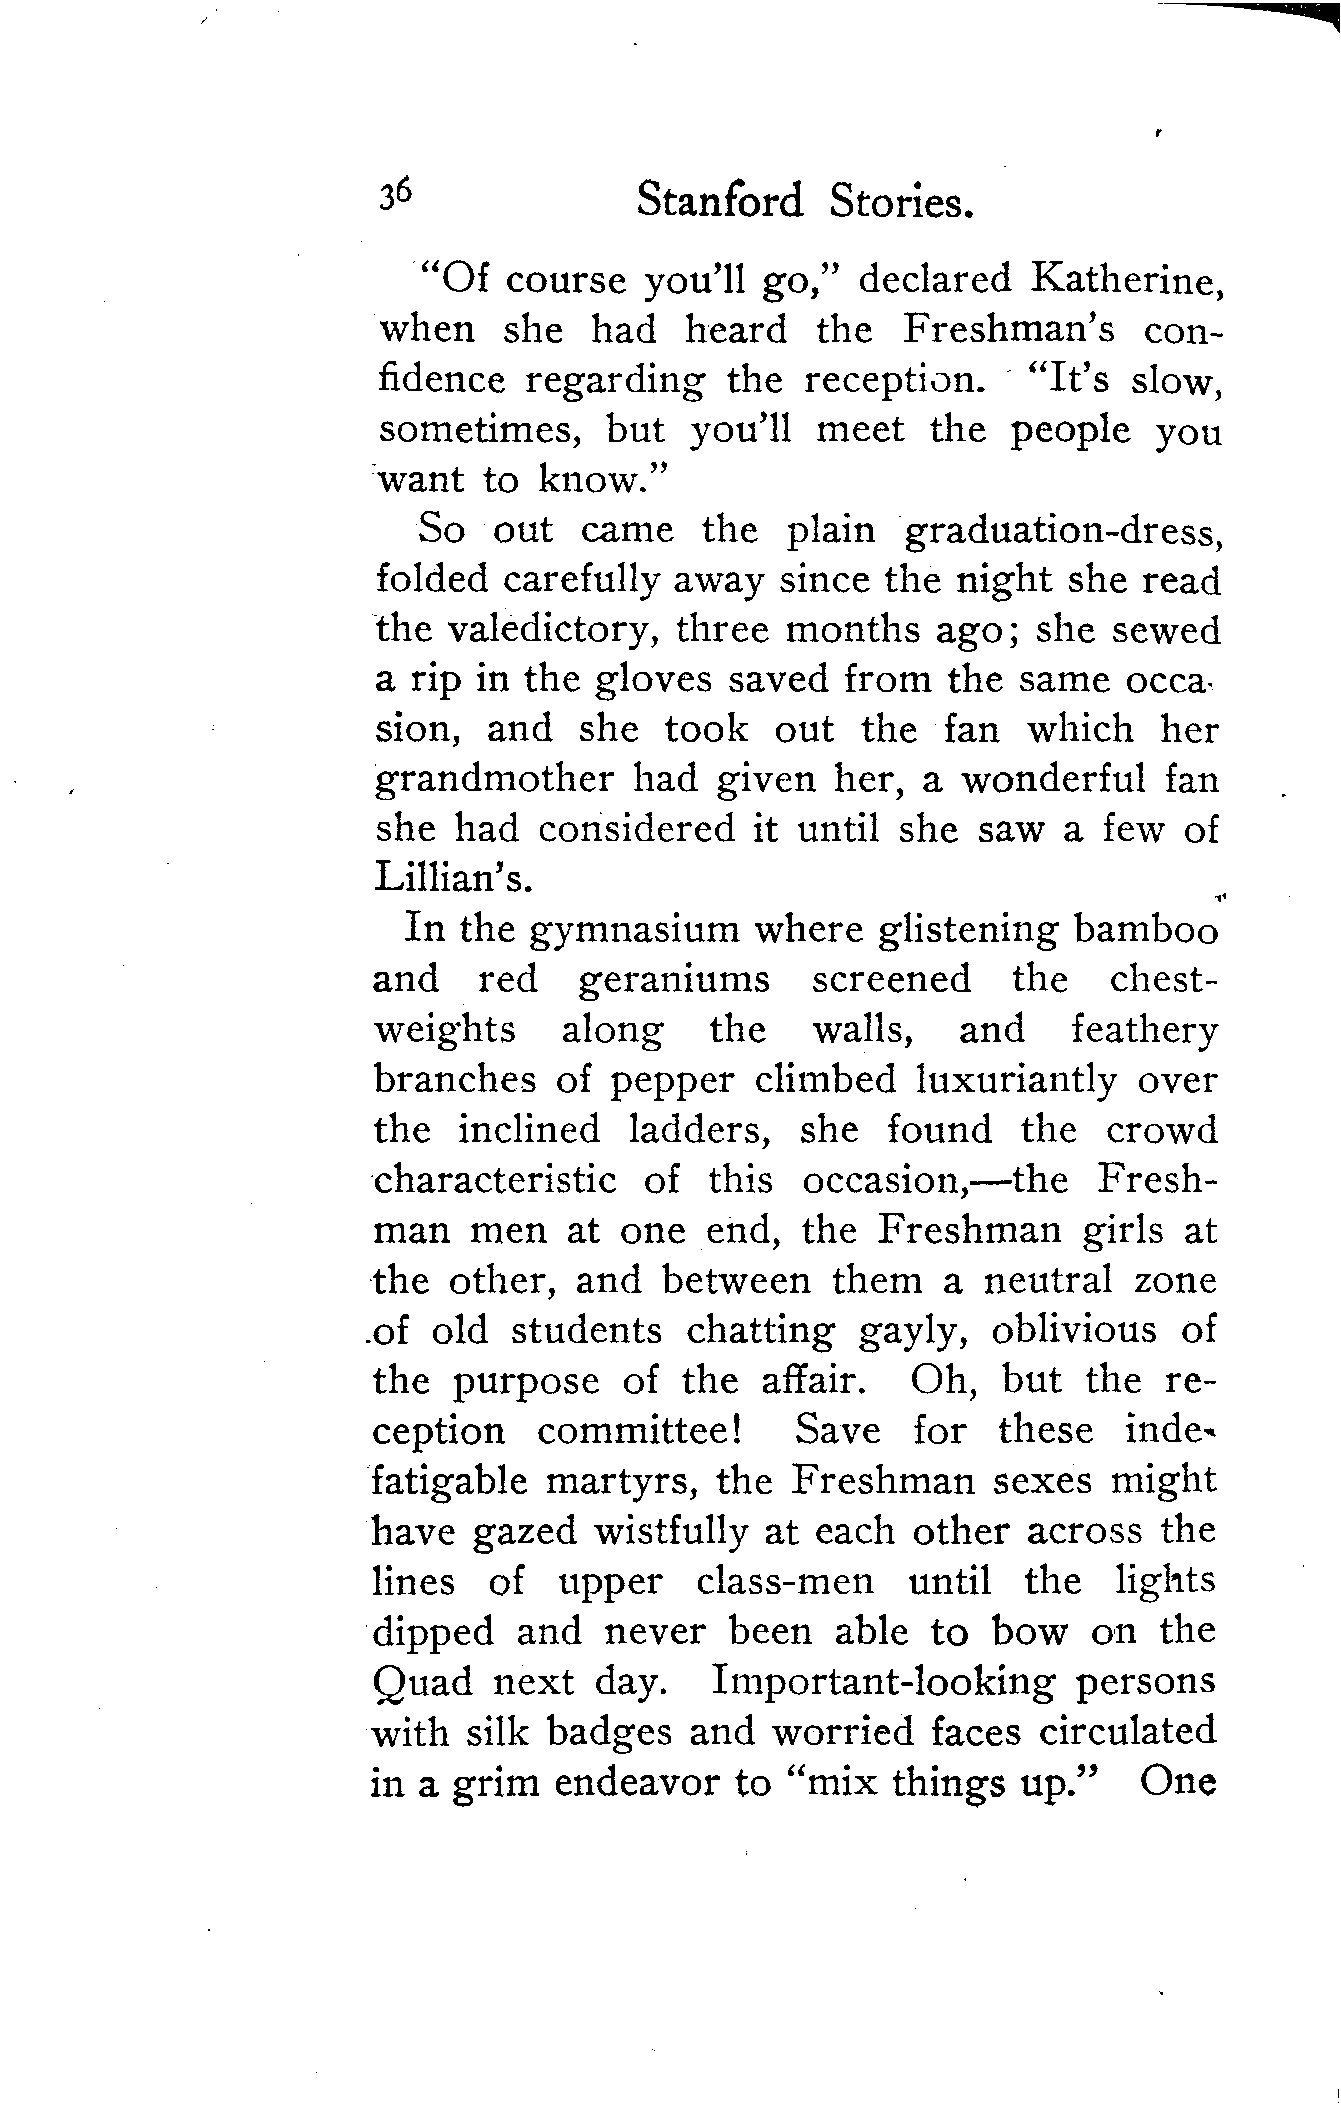 36 Stanford Stories.
"Of course you'll go," declared Katherine,
when she had heard the Freshman's con-
fidence regarding the reception. "It's slow,
sometimes, but you'll meet the people you
want to know."
So out came the plain graduation-dress,
folded carefully away since the night she read
the valedictory, three months ago; she sewed
a rip in the gloves saved from the same occa-
sion, and she took out the fan which her
grandmother had given her, a wonderful fan
she had considered it until she saw a few of
Lillian's.
In the gymnasium where glistening bamboo
and red geraniums screened the chest-
weights along the walls, and feathery
branches of pepper climbed luxuriantly over
the inclined ladders, she found the crowd
characteristic of this occasion,—the Fresh-
man men at one end, the Freshman girls at
the other, and between them a neutral zone
of old students chatting gayly, oblivious of
the purpose of the affair. Oh, but the re-
ception committee! Save for these inde-
fatigable martyrs, the Freshman sexes might
have gazed wistfully at each other across the
lines of upper class-men until the lights
dipped and never been able to bow on the
Quad next day. Important-looking persons
with silk badges and worried faces circulated
in a grim endeavor to "mix things up." One